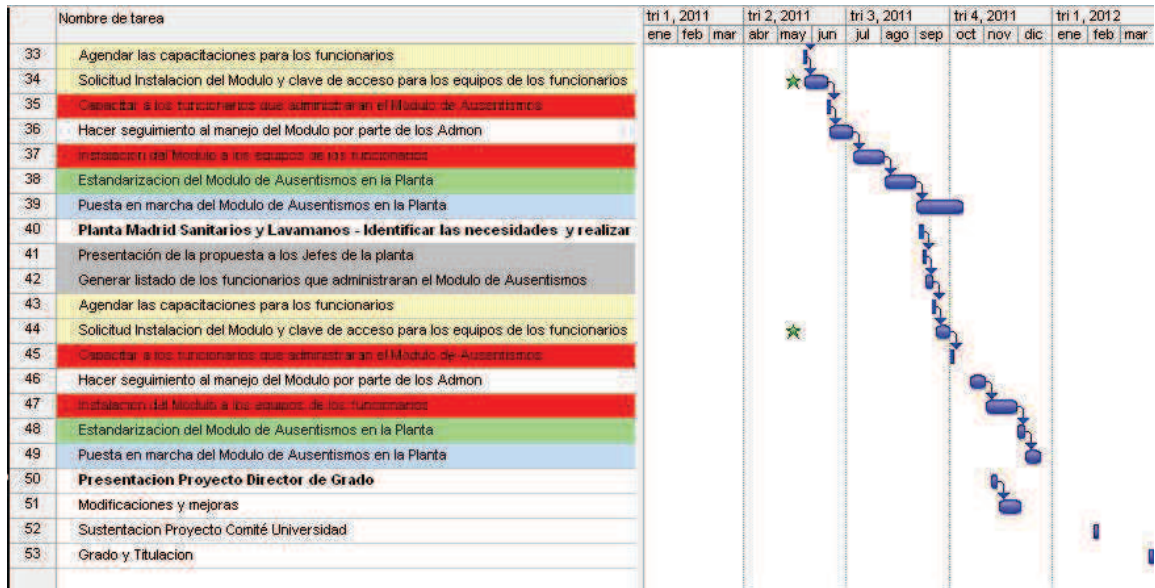 Nombre de tarea
tri 1, 2011 tri 2, 2011 tri 3, 2011 tri 4, 2011 tri 1, 2012
ene feb mar abr may jun jul ago sep oct nov dic ene feb mar
33 Agendar las capacitaciones para los funcionarios
34 Solicitud Instalacion del Modulo y clave de acceso para los equipos de los funcionarios
35 Capacitar a los funcionarios que administraran el Modulo de Ausentismos
36 Hacer seguimiento al manejo del Modulo por parte de los Admon
37 Instalacion del Modulo a los equipos de los funcionarios
38 Estandarizacion del Modulo de Ausentismos en la Planta
39 Puesta en marcha del Modulo de Ausentismos en la Planta
40 Planta Madrid Sanitarios y Lavamanos - Identificar las necesidades y realizar
41 Presentación de la propuesta a los Jefes de la planta
42 Generar listado de los funcionarios que administraran el Modulo de Ausentismos
43 Agendar las capacitaciones para los funcionarios
44 Solicitud Instalacion del Modulo y clave de acceso para los equipos de los funcionarios
45 Capacitar a los funcionarios que administraran el Modulo de Ausentismos
46 Hacer seguimiento al manejo del Modulo por parte de los Admon
47 Instalacion del Modulo a los equipos de los funcionarios
48 Estandarizacion del Modulo de Ausentismos en la Planta
49 Puesta en marcha del Modulo de Ausentismos en la Planta
50 Presentacion Proyecto Director de Grado
51 Modificaciones y mejoras
52 Sustentacion Proyecto Comité Universidad
53 Grado y Titulacion